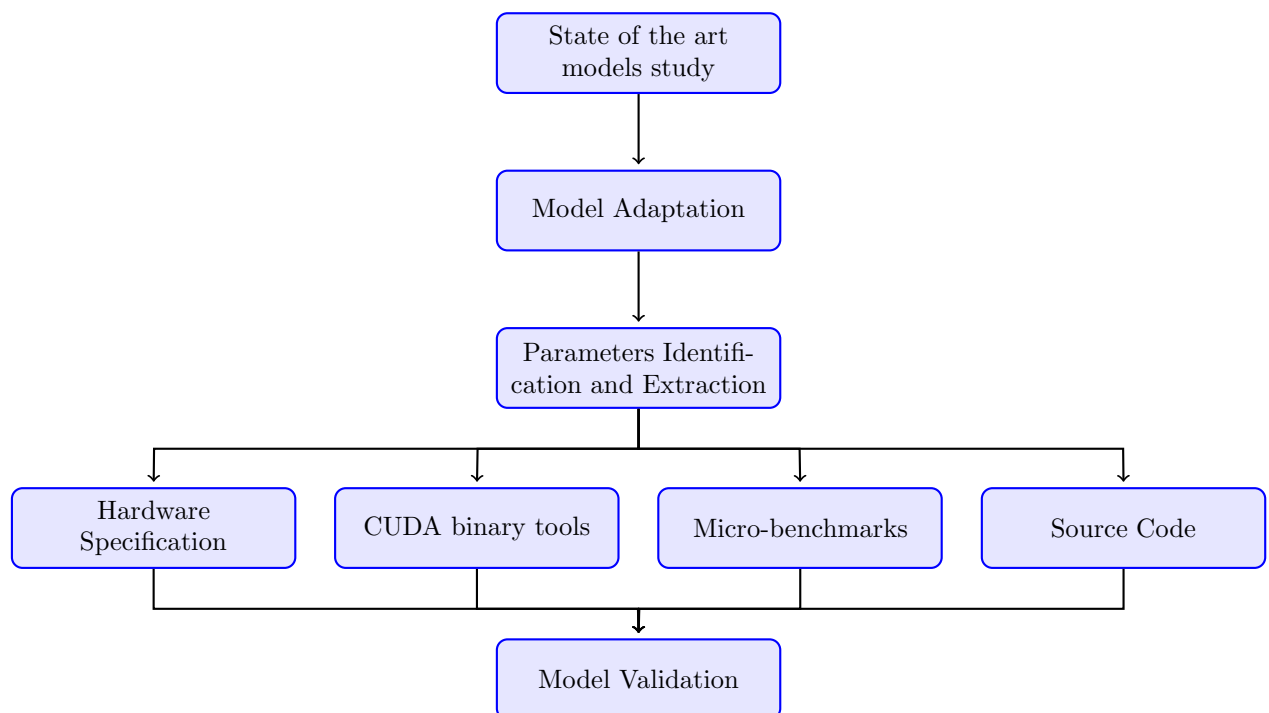 State of the art
models study
Model Adaptation
Parameters Identifi-
cation and Extraction
Hardware
Specification
CUDA binary tools
Micro-benchmarks
Source Code
Model Validation